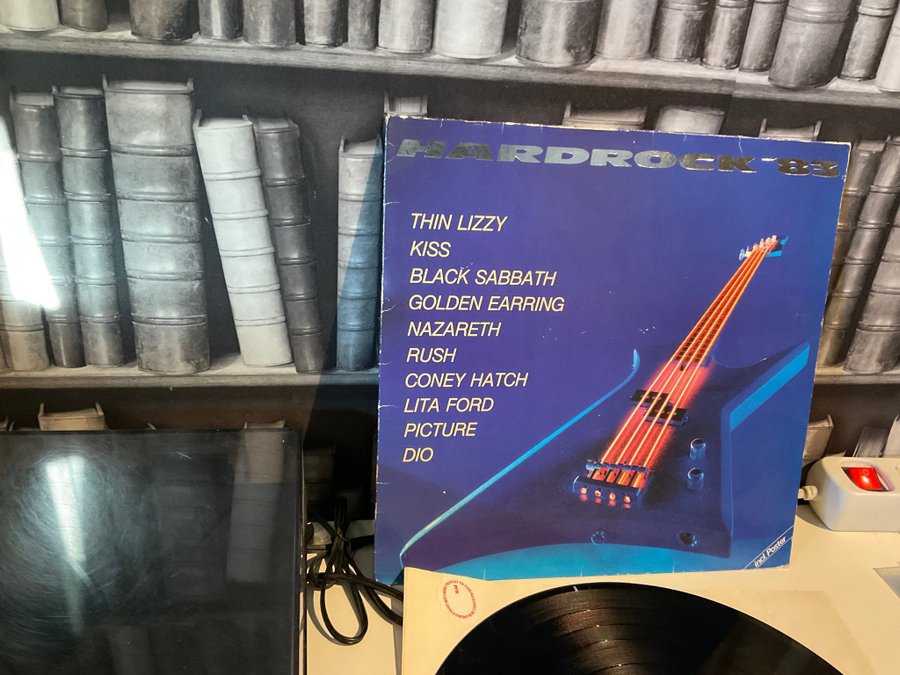 HARDROCK '83
THIN LIZZY
KISS
BLACK SABBATH
GOLDEN EARRING
NAZARETH
RUSH
CONEY HATCH
LITA FORD
PICTURE
DIO
incl. Poster